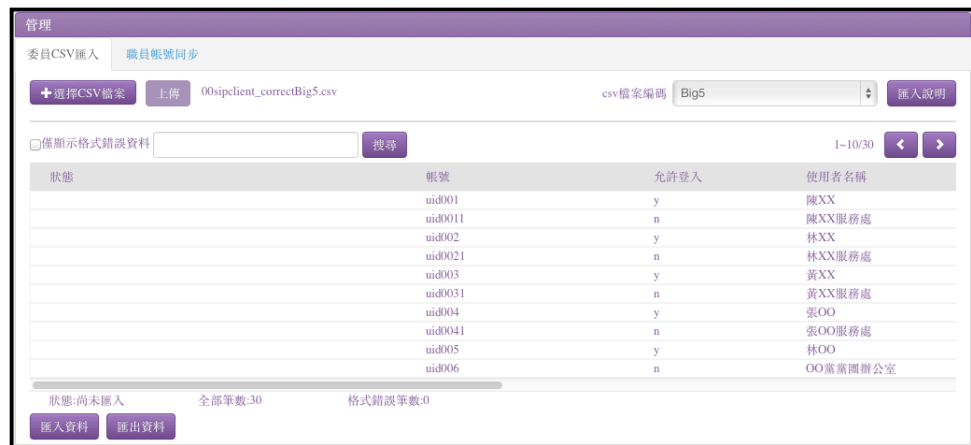 管理
委員CSV匯入 職員帳號同步
✚選擇CSV檔案 上傳 00sipclient_correctBig5.csv csv檔案編碼 Big5 匯入說明
僅顯示格式錯誤資料 搜尋 1~10/30
狀態 帳號 允許登入 使用者名稱
uid001 y 陳XX
uid0011 n 陳XX服務處
uid002 y 林XX
uid0021 n 林XX服務處
uid003 y 黃XX
uid0031 n 黃XX服務處
uid004 y 張OO
uid0041 n 張OO服務處
uid005 y 林OO
uid006 n OO黨黨團辦公室
狀態:尚未匯入 全部筆數:30 格式錯誤筆數:0
匯入資料 匯出資料